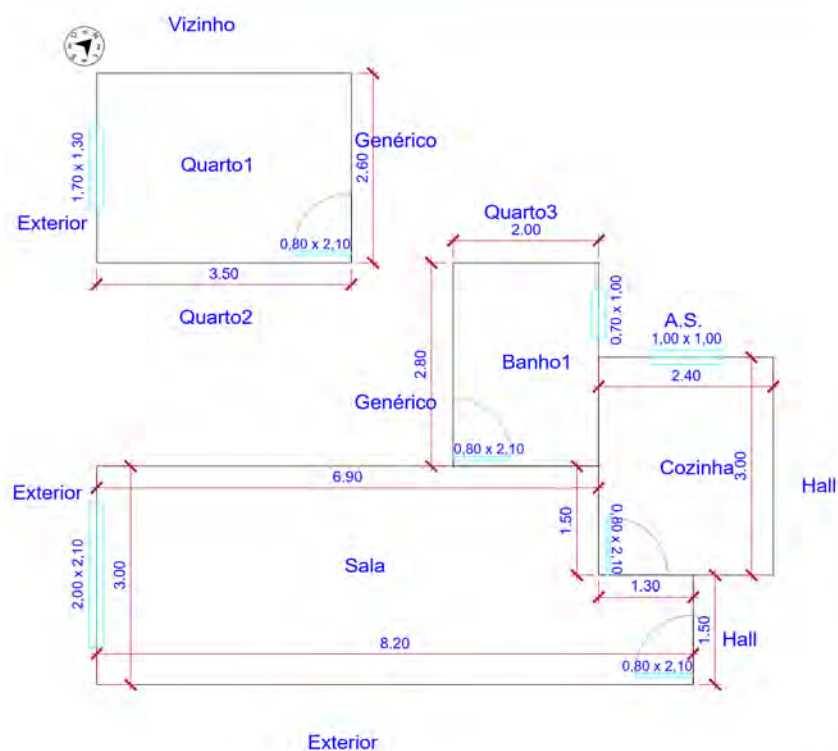 Vizinho
1,70 x 1,30
Quarto1
Genérico
2.60
Exterior
0,80 x 2,10
3.50
Quarto3
2.00
Quarto2
0,70 x 1,00
A.S.
1,00 x 1,00
2.80
Banho1
2.40
Genérico
0,80 x 2,10
Cozinha
3.00
Exterior
6.90
Hall
1.50
0,80 x 2,10
2,00 x 2,10
3.00
Sala
1.30
1.50
Hall
8.20
0,80 x 2,10
Exterior